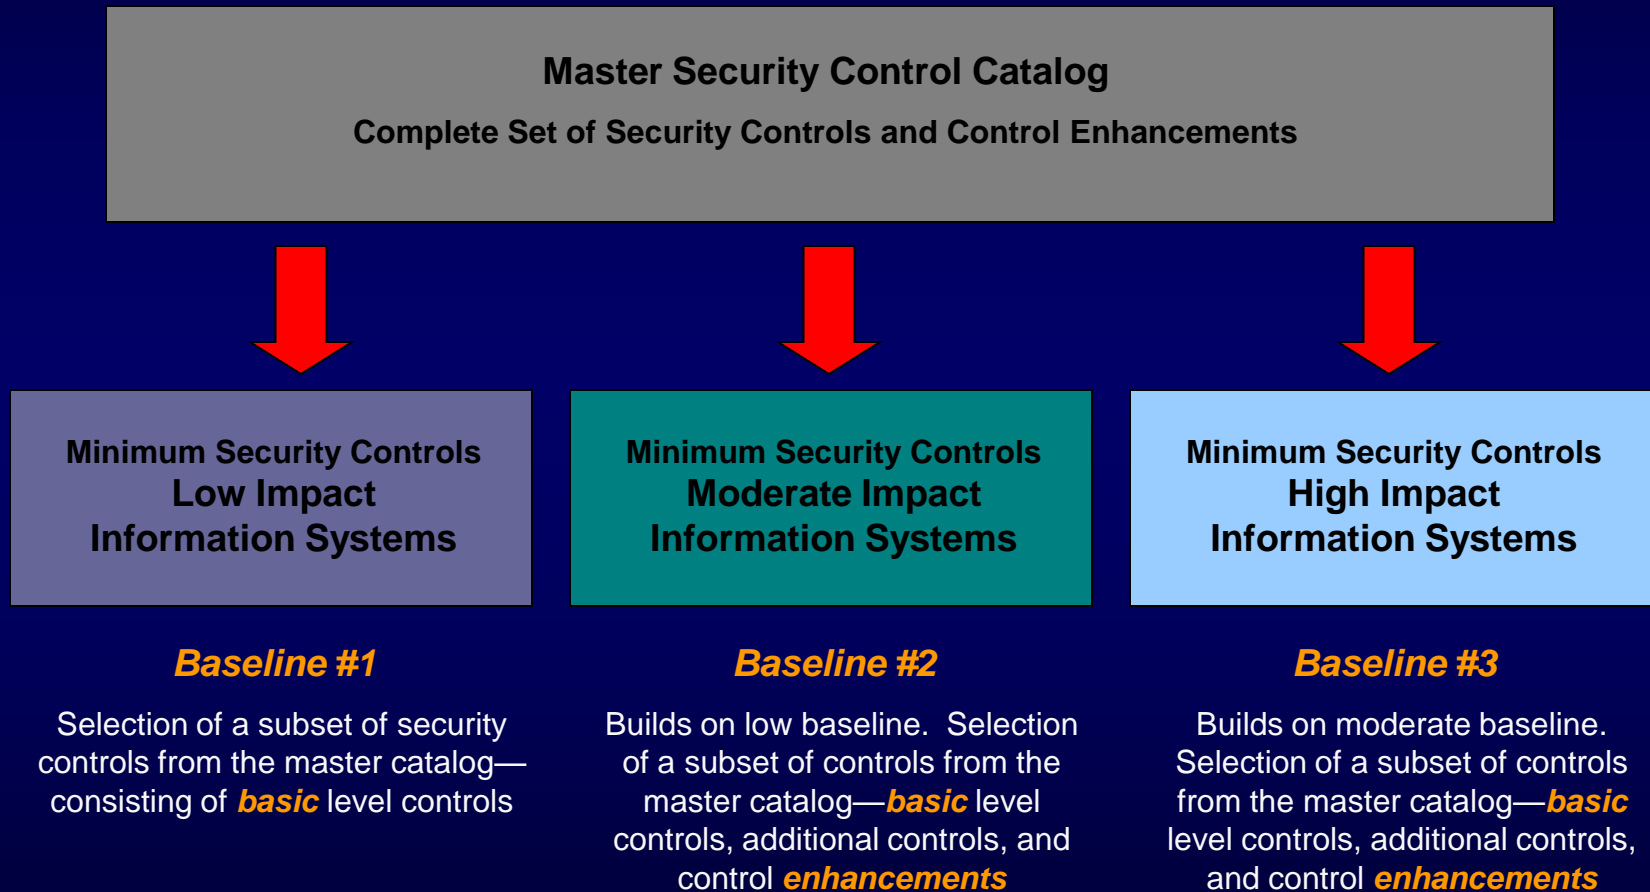 Master Security Control Catalog
Complete Set of Security Controls and Control Enhancements
Minimum Security Controls
Low Impact
Information Systems
Minimum Security Controls
Moderate Impact
Information Systems
Minimum Security Controls
High Impact
Information Systems
Baseline #1
Selection of a subset of security
controls from the master catalog—
consisting of basic level controls
Baseline #2
Builds on low baseline. Selection
of a subset of controls from the
master catalog—basic level
controls, additional controls, and
control enhancements
Baseline #3
Builds on moderate baseline.
Selection of a subset of controls
from the master catalog—basic
level controls, additional controls,
and control enhancements